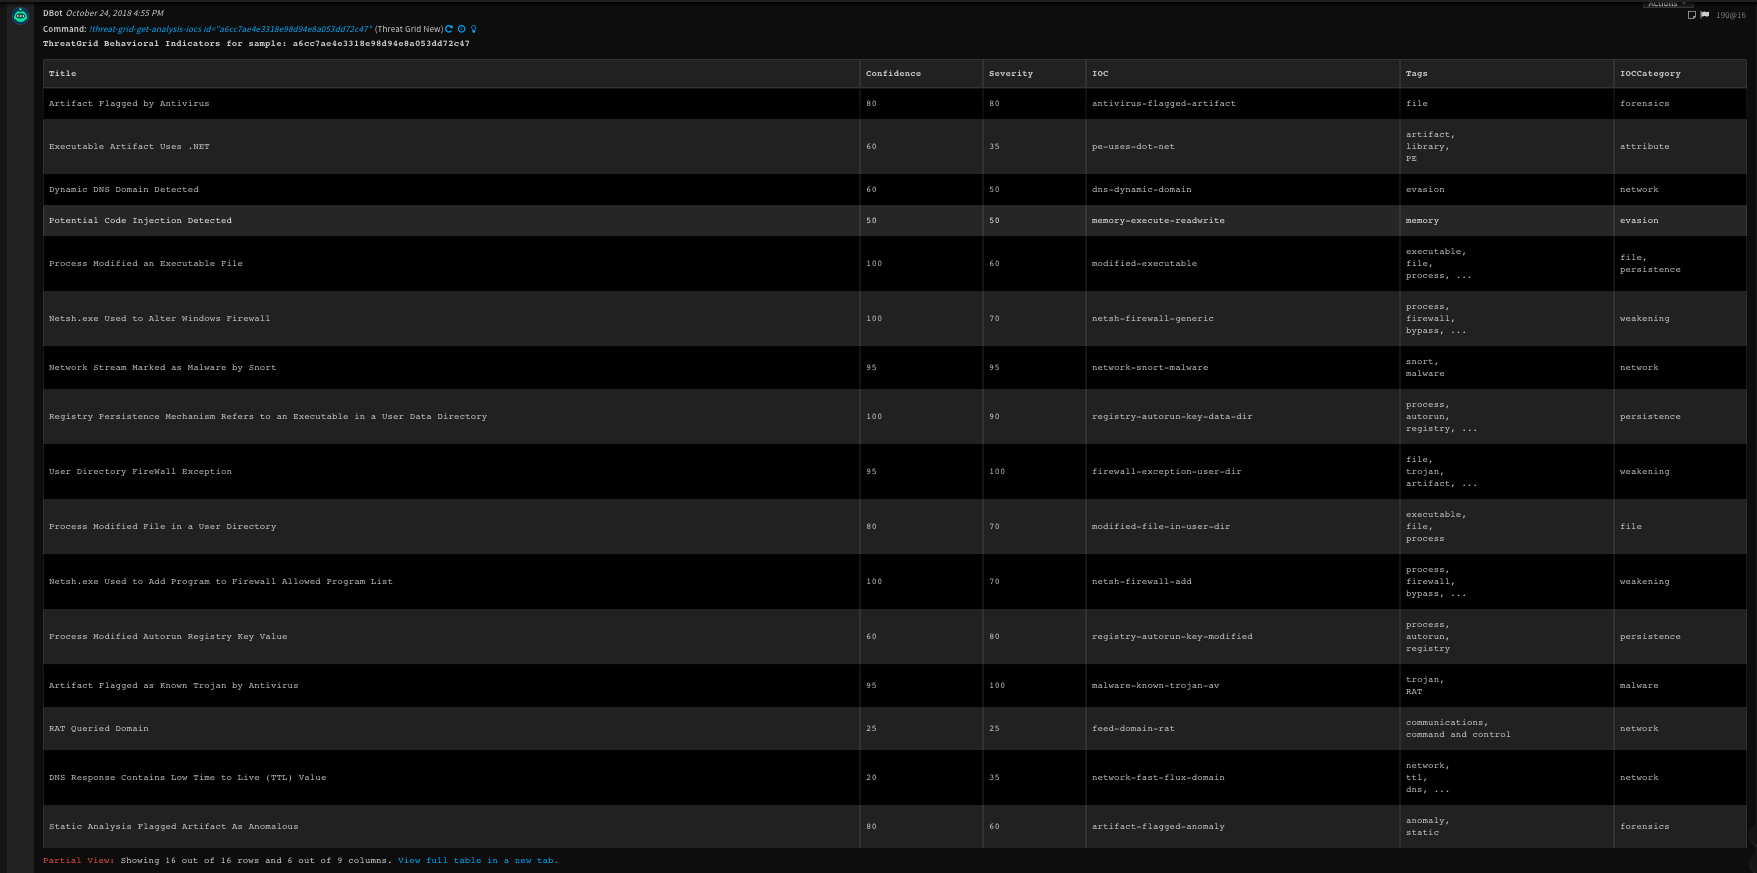 Actions
DBot October 24, 2018 4:55 PM
190@16
Command: !threat-grid-get-analysis-iocs id="a6cc7ae4e3318e98d94e8a053dd72c47" (Threat Grid New)
ThreatGrid Behavioral Indicators for sample: a6cc7ae4e3318e98d94e8a053dd72c47
Title Confidence Severity IOC Tags IOCCategory
Artifact Flagged by Antivirus 80 80 antivirus-flagged-artifact file forensics
Executable Artifact Uses .NET 60 35 pe-uses-dot-net artifact, library, PE attribute
Dynamic DNS Domain Detected 60 50 dns-dynamic-domain evasion network
Potential Code Injection Detected 50 50 memory-execute-readwrite memory evasion
Process Modified an Executable File 100 60 modified-executable executable, file, process, ... file, persistence
Netsh.exe Used to Alter Windows Firewall 100 70 netsh-firewall-generic process, firewall, bypass, ... weakening
Network Stream Marked as Malware by Snort 95 95 network-snort-malware snort, malware network
Registry Persistence Mechanism Refers to an Executable in a User Data Directory 100 90 registry-autorun-key-data-dir process, autorun, registry, ... persistence
User Directory FireWall Exception 95 100 firewall-exception-user-dir file, trojan, artifact, ... weakening
Process Modified File in a User Directory 80 70 modified-file-in-user-dir executable, file, process file
Netsh.exe Used to Add Program to Firewall Allowed Program List 100 70 netsh-firewall-add process, firewall, bypass, ... weakening
Process Modified Autorun Registry Key Value 60 80 registry-autorun-key-modified process, autorun, registry persistence
Artifact Flagged as Known Trojan by Antivirus 95 100 malware-known-trojan-av trojan, RAT malware
RAT Queried Domain 25 25 feed-domain-rat communications, command and control network
DNS Response Contains Low Time to Live (TTL) Value 20 35 network-fast-flux-domain network, ttl, dns, ... network
Static Analysis Flagged Artifact As Anomalous 80 60 artifact-flagged-anomaly anomaly, static forensics
Partial View: Showing 16 out of 16 rows and 6 out of 9 columns. View full table in a new tab.